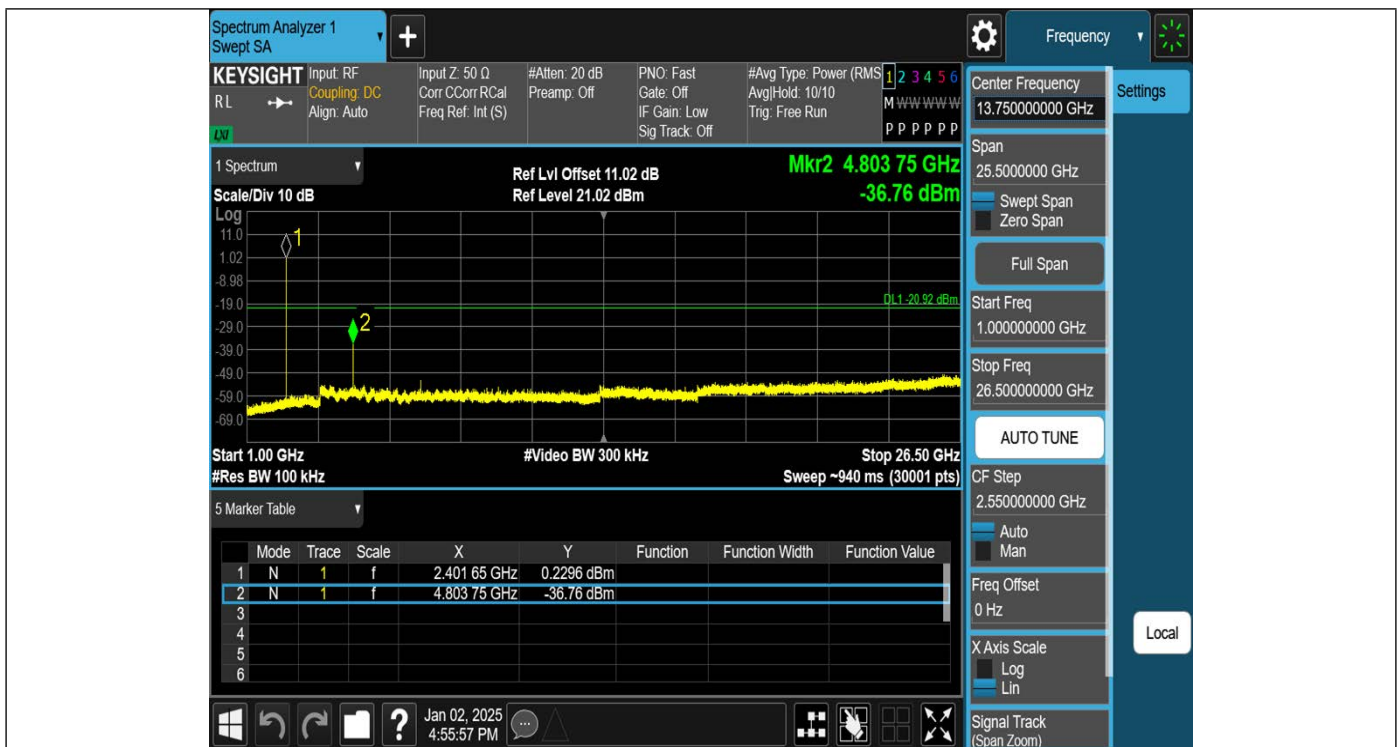 Spectrum Analyzer 1
Swept SA
+
Frequency
KEYSIGHT
RL
LXI
Input: RF
Coupling: DC
Align: Auto
Input Z: 50 Ω
Corr CCorr RCal
Freq Ref: Int (S)
#Atten: 20 dB
Preamp: Off
PNO: Fast
Gate: Off
IF Gain: Low
Sig Track: Off
#Avg Type: Power (RMS
Avg|Hold: 10/10
Trig: Free Run
1 2 3 4 5 6
M W W W W W
P P P P P P
1 Spectrum
Scale/Div 10 dB
Ref Lvl Offset 11.02 dB
Ref Level 21.02 dBm
Mkr2 4.803 75 GHz
-36.76 dBm
Log
11.0
1.02
-8.98
-19.0
-29.0
-39.0
-49.0
-59.0
-69.0
1
2
DL1 -20.92 dBm
Start 1.00 GHz
#Res BW 100 kHz
#Video BW 300 kHz
Stop 26.50 GHz
Sweep ~940 ms (30001 pts)
5 Marker Table
Mode Trace Scale X Y Function Function Width Function Value
1 N 1 f 2.401 65 GHz 0.2296 dBm
2 N 1 f 4.803 75 GHz -36.76 dBm
3
4
5
6
?
Jan 02, 2025
4:55:57 PM
Center Frequency
13.750000000 GHz
Settings
Span
25.5000000 GHz
Swept Span
Zero Span
Full Span
Start Freq
1.000000000 GHz
Stop Freq
26.500000000 GHz
AUTO TUNE
CF Step
2.550000000 GHz
Auto
Man
Freq Offset
0 Hz
X Axis Scale
Log
Lin
Local
Signal Track
(Span Zoom)